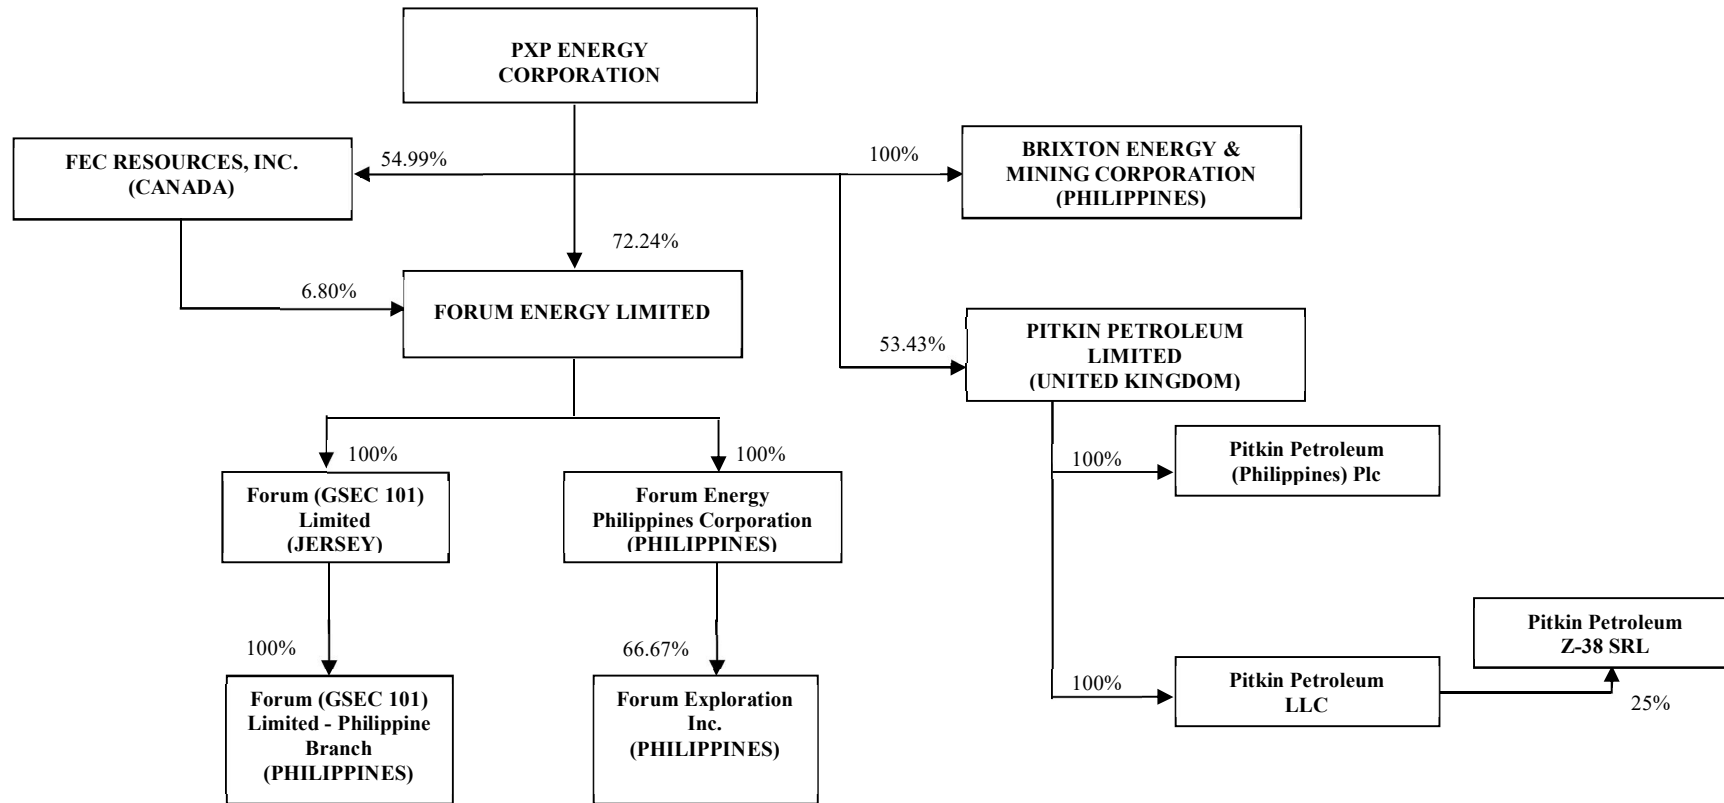 PXP ENERGY
CORPORATION
FEC RESOURCES, INC.
(CANADA)
54.99%
100%
BRIXTON ENERGY &
MINING CORPORATION
(PHILIPPINES)
72.24%
6.80%
FORUM ENERGY LIMITED
53.43%
PITKIN PETROLEUM
LIMITED
(UNITED KINGDOM)
100%
100%
Forum (GSEC 101)
Limited
(JERSEY)
Forum Energy
Philippines Corporation
(PHILIPPINES)
100%
Pitkin Petroleum
(Philippines) Plc
100%
66.67%
Forum (GSEC 101)
Limited - Philippine
Branch
(PHILIPPINES)
Forum Exploration
Inc.
(PHILIPPINES)
100%
Pitkin Petroleum
LLC
Pitkin Petroleum
Z-38 SRL
25%